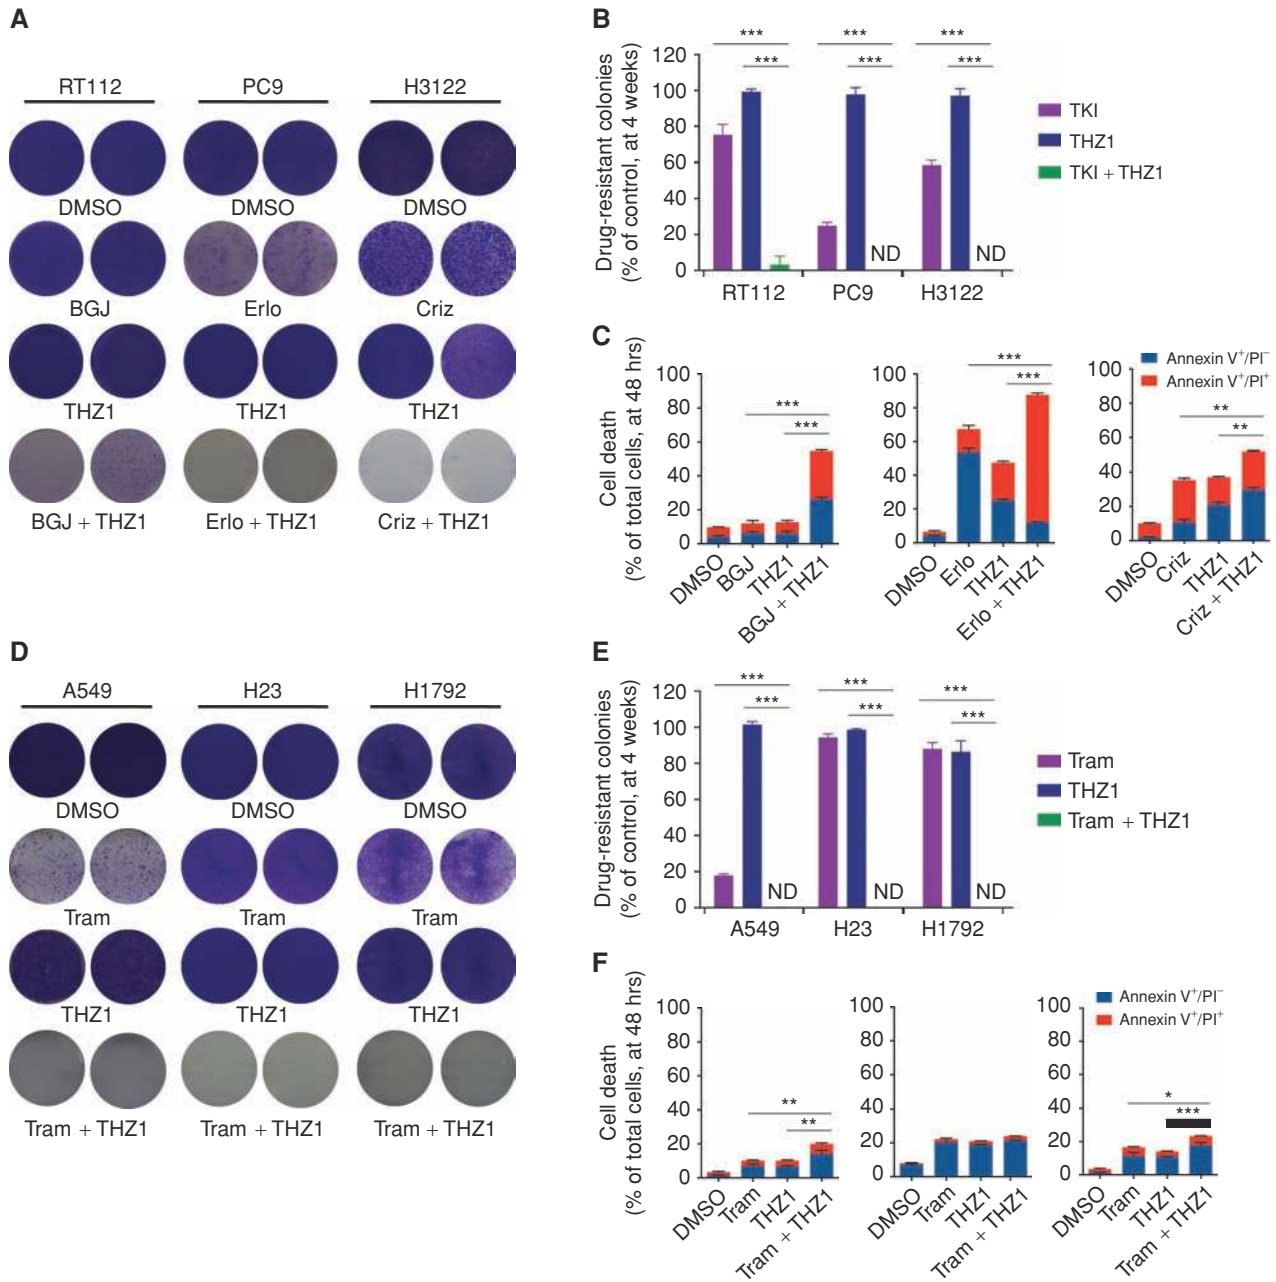 A
RT112 PC9 H3122
DMSO DMSO DMSO
BGJ Erlo Criz
THZ1 THZ1 THZ1
BGJ + THZ1 Erlo + THZ1 Criz + THZ1
B
Drug-resistant colonies
(% of control, at 4 weeks)
120
100
80
60
40
20
0
*** *** ***
*** *** ***
ND ND
RT112 PC9 H3122
TKI
THZ1
TKI + THZ1
C
Cell death
(% of total cells, at 48 hrs)
100
80
60
40
20
0
***
***
DMSO
BGJ
THZ1
BGJ + THZ1
100
80
60
40
20
0
***
***
DMSO
Erlo
THZ1
Erlo + THZ1
100
80
60
40
20
0
Annexin V+/PI−
Annexin V+/PI+
**
**
DMSO
Criz
THZ1
Criz + THZ1
D
A549 H23 H1792
DMSO DMSO DMSO
Tram Tram Tram
THZ1 THZ1 THZ1
Tram + THZ1 Tram + THZ1 Tram + THZ1
E
Drug-resistant colonies
(% of control, at 4 weeks)
120
100
80
60
40
20
0
*** *** ***
*** *** ***
ND ND ND
A549 H23 H1792
Tram
THZ1
Tram + THZ1
F
Cell death
(% of total cells, at 48 hrs)
100
80
60
40
20
0
**
**
DMSO
Tram
THZ1
Tram + THZ1
100
80
60
40
20
0
DMSO
Tram
THZ1
Tram + THZ1
100
80
60
40
20
0
Annexin V+/PI−
Annexin V+/PI+
*
***
DMSO
Tram
THZ1
Tram + THZ1